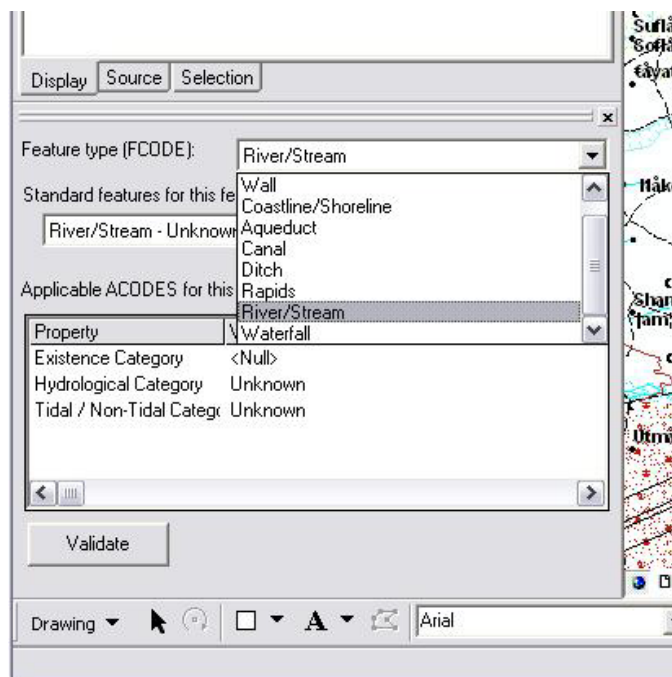 Display Source Selection
Feature type (FCODE): River/Stream
Wall
Standard features for this fe
Coastline/Shoreline
Aqueduct
River/Stream - Unknow
Canal
Ditch
Applicable ACODES for this
Rapids
River/Stream
Waterfall
Property
Existence Category <Null>
Hydrological Category Unknown
Tidal / Non-Tidal Catego Unknown
Validate
Drawing A Arial
Shan